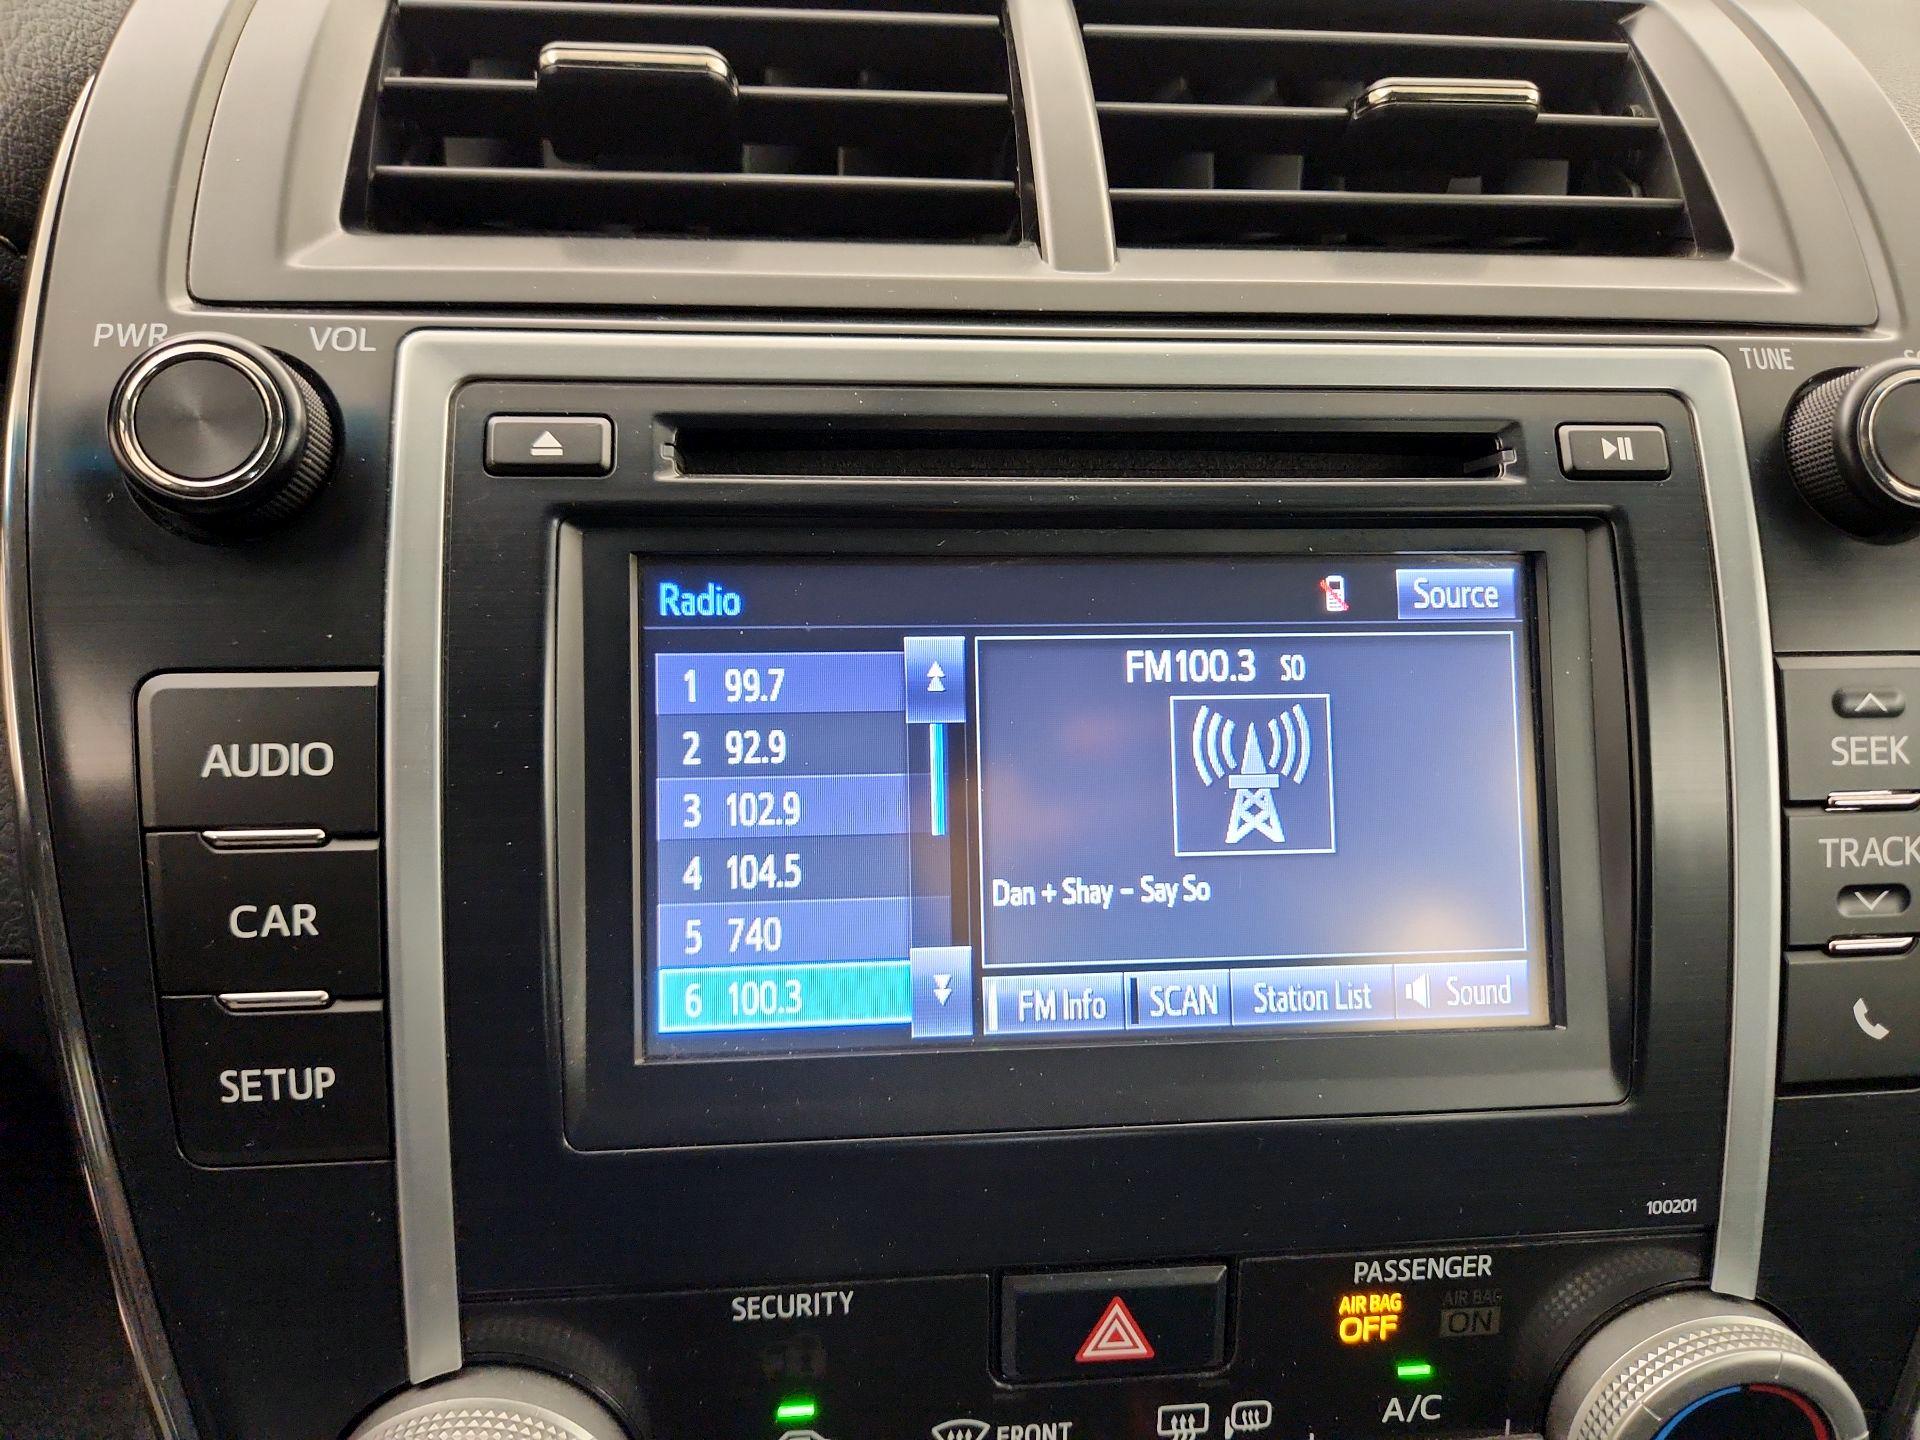 PWR VOL
TUNE
Radio Source
1 99.7
2 92.9
3 102.9
4 104.5
5 740
6 100.3
FM100.3 SO
Dan + Shay - Say So
FM Info SCAN Station List Sound
AUDIO
CAR
SETUP
SEEK
TRACK
100201
SECURITY
PASSENGER
AIR BAG
OFF
AIR BAG
ON
A/C
FRONT